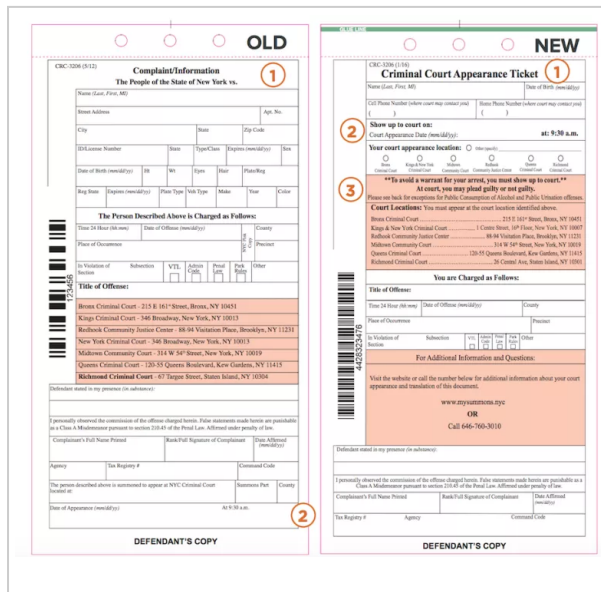 OLD
CRC-3206 (5/12)
1
Complaint/Information
The People of the State of New York vs.
Name (Last, First, MI)
Street Address Apt. No.
City State Zip Code
ID/License Number State Type/Class Expires (mm/dd/yy) Sex
Date of Birth (mm/dd/yy) Ht Wt Eyes Hair Plate/Reg
Reg State Expires (mm/dd/yy) Plate Type Veh Type Make Year Color
The Person Described Above is Charged as Follows:
Time 24 Hour (hh:mm) Date of Offense (mm/dd/yy) County
Place of Occurrence Precinct
In Violation of Section Subsection VTL Admin Code Penal Law Park Rules Other
123456
Title of Offense:
Bronx Criminal Court - 215 E 161st Street, Bronx, NY 10451
Kings Criminal Court - 346 Broadway, New York, NY 10013
Redhook Community Justice Center - 88-94 Visitation Place, Brooklyn, NY 11231
New York Criminal Court - 346 Broadway, New York, NY 10013
Midtown Community Court - 314 W 54th Street, New York, NY 10019
Queens Criminal Court - 120-55 Queens Boulevard, Kew Gardens, NY 11415
Richmond Criminal Court - 67 Targee Street, Staten Island, NY 10304
Defendant stated in my presence (in substance):
I personally observed the commission of the offense charged herein. False statements made herein are punishable
as a Class A Misdemeanor pursuant to section 210.45 of the Penal Law. Affirmed under penalty of law.
Complainant's Full Name Printed Rank/Full Signature of Complainant Date Affirmed (mm/dd/yy)
Agency Tax Registry # Command Code
The person described above is summoned to appear at NYC Criminal Court Summons Part County
located at:
Date of Appearance (mm/dd/yy) At 9:30 a.m.
2
DEFENDANT'S COPY
NEW
CRC-3206 (1/16)
1
Criminal Court Appearance Ticket
Name (Last, First, MI) Date of Birth (mm/dd/yy)
Cell Phone Number (where court may contact you) Home Phone Number (where court may contact you)
( ) ( )
2
Show up to court on:
Court Appearance Date (mm/dd/yy): at: 9:30 a.m.
Your court appearance location: Other (specify)
Bronx Criminal Court Kings & New York Criminal Court Midtown Community Court Redhook Community Justice Center Queens Criminal Court Richmond Criminal Court
3
**To avoid a warrant for your arrest, you must show up to court.**
At court, you may plead guilty or not guilty.
Please see back for exceptions for Public Consumption of Alcohol and Public Urination offenses.
Court Locations: You must appear at the court location identified above.
Bronx Criminal Court 215 E 161st Street, Bronx, NY 10451
Kings & New York Criminal Court 1 Centre Street, 16th Floor, New York, NY 10007
Redhook Community Justice Center 88-94 Visitation Place, Brooklyn, NY 11231
Midtown Community Court 314 W 54th Street, New York, NY 10019
Queens Criminal Court 120-55 Queens Boulevard, Kew Gardens, NY 11415
Richmond Criminal Court 26 Central Ave, Staten Island, NY 10301
You are Charged as Follows:
Title of Offense:
Time 24 Hour (hh:mm) Date of Offense (mm/dd/yy) County
Place of Occurrence Precinct
In Violation of Section Subsection VTL Admin Code Penal Law Park Rules Other
4428323476
For Additional Information and Questions:
Visit the website or call the number below for additional information about your court
appearance and translation of this document.
www.mysummons.nyc
OR
Call 646-760-3010
Defendant stated in my presence (in substance):
I personally observed the commission of the offense charged herein. False statements made herein are punishable as a
Class A Misdemeanor pursuant to section 210.45 of the Penal Law. Affirmed under penalty of law.
Complainant's Full Name Printed Rank/Full Signature of Complainant Date Affirmed (mm/dd/yy)
Tax Registry # Agency Command Code
DEFENDANT'S COPY